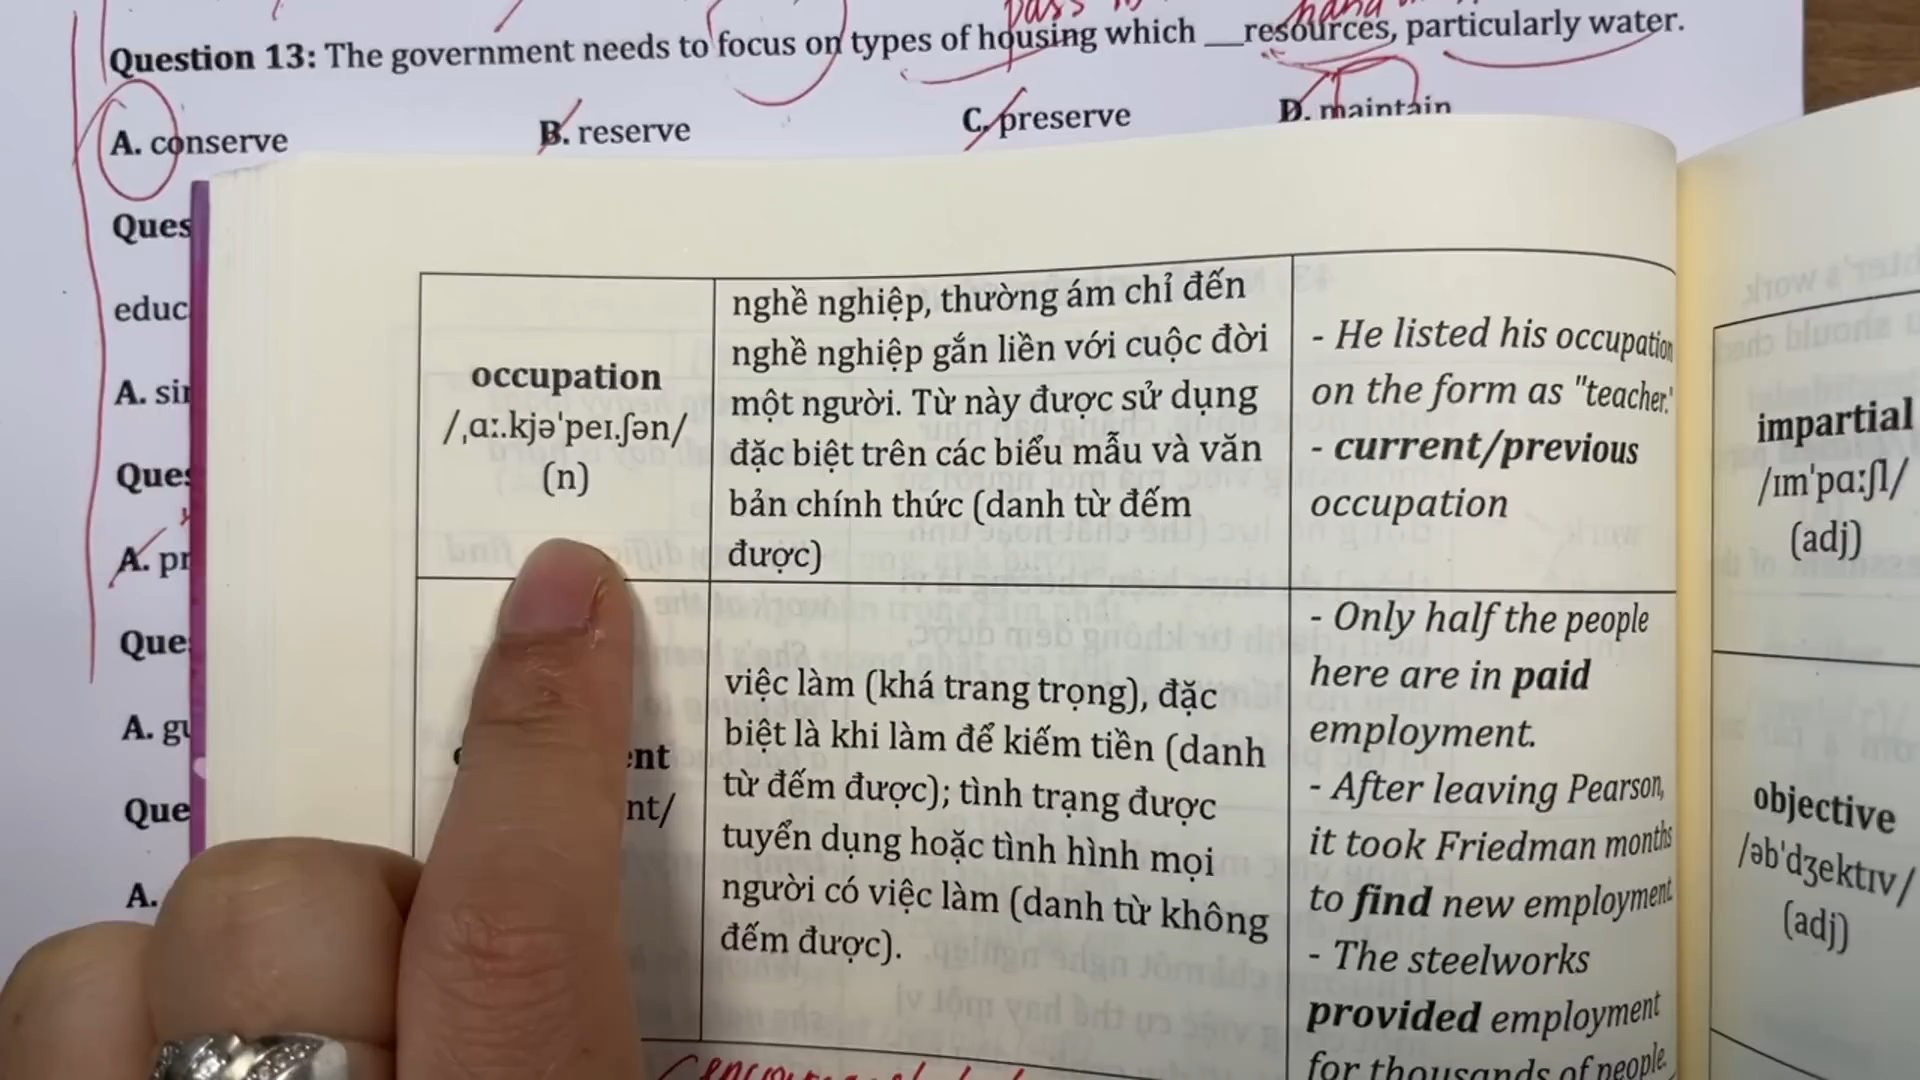 pass
hand
Question 13: The government needs to focus on types of housing which ___resources, particularly water.
A. conserve
B. reserve
C. preserve
D. maintain
Ques
educ
A. sin
Ques
A. pr
Que
A. gu
Que
A.
occupation
/ˌɑː.kjəˈpeɪ.ʃən/
(n)
nghề nghiệp, thường ám chỉ đến
nghề nghiệp gắn liền với cuộc đời
một người. Từ này được sử dụng
đặc biệt trên các biểu mẫu và văn
bản chính thức (danh từ đếm
được)
- He listed his occupation
on the form as "teacher."
- current/previous
occupation
ent
nt/
việc làm (khá trang trọng), đặc
biệt là khi làm để kiếm tiền (danh
từ đếm được); tình trạng được
tuyển dụng hoặc tình hình mọi
người có việc làm (danh từ không
đếm được).
- Only half the people
here are in paid
employment.
- After leaving Pearson,
it took Friedman months
to find new employment.
- The steelworks
provided employment
for thousands of people.
impartial
/ɪmˈpɑːʃl/
(adj)
objective
/əbˈdʒektɪv/
(adj)